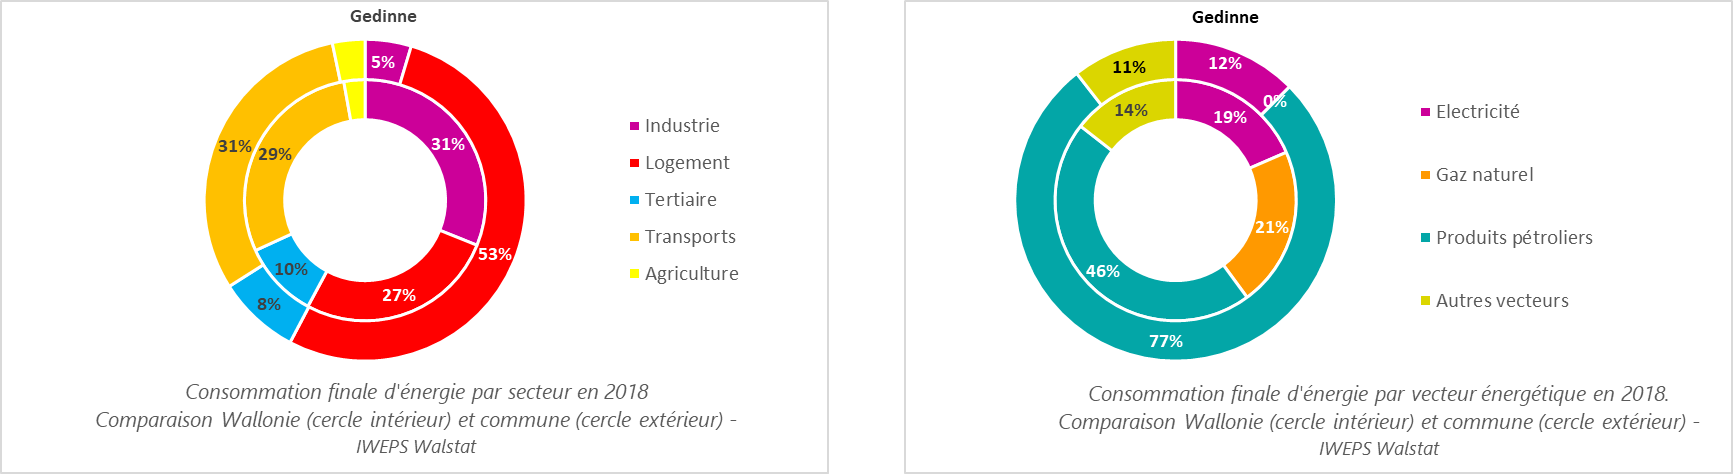 Gedinne
5%
31%
31%
29%
10%
8%
27%
53%
Industrie
Logement
Tertiaire
Transports
Agriculture
Consommation finale d'énergie par secteur en 2018
Comparaison Wallonie (cercle intérieur) et commune (cercle extérieur) -
IWEPS Walstat
Gedinne
11%
12%
0%
14%
19%
21%
46%
77%
Electricité
Gaz naturel
Produits pétroliers
Autres vecteurs
Consommation finale d'énergie par vecteur énergétique en 2018.
Comparaison Wallonie (cercle intérieur) et commune (cercle extérieur) -
IWEPS Walstat